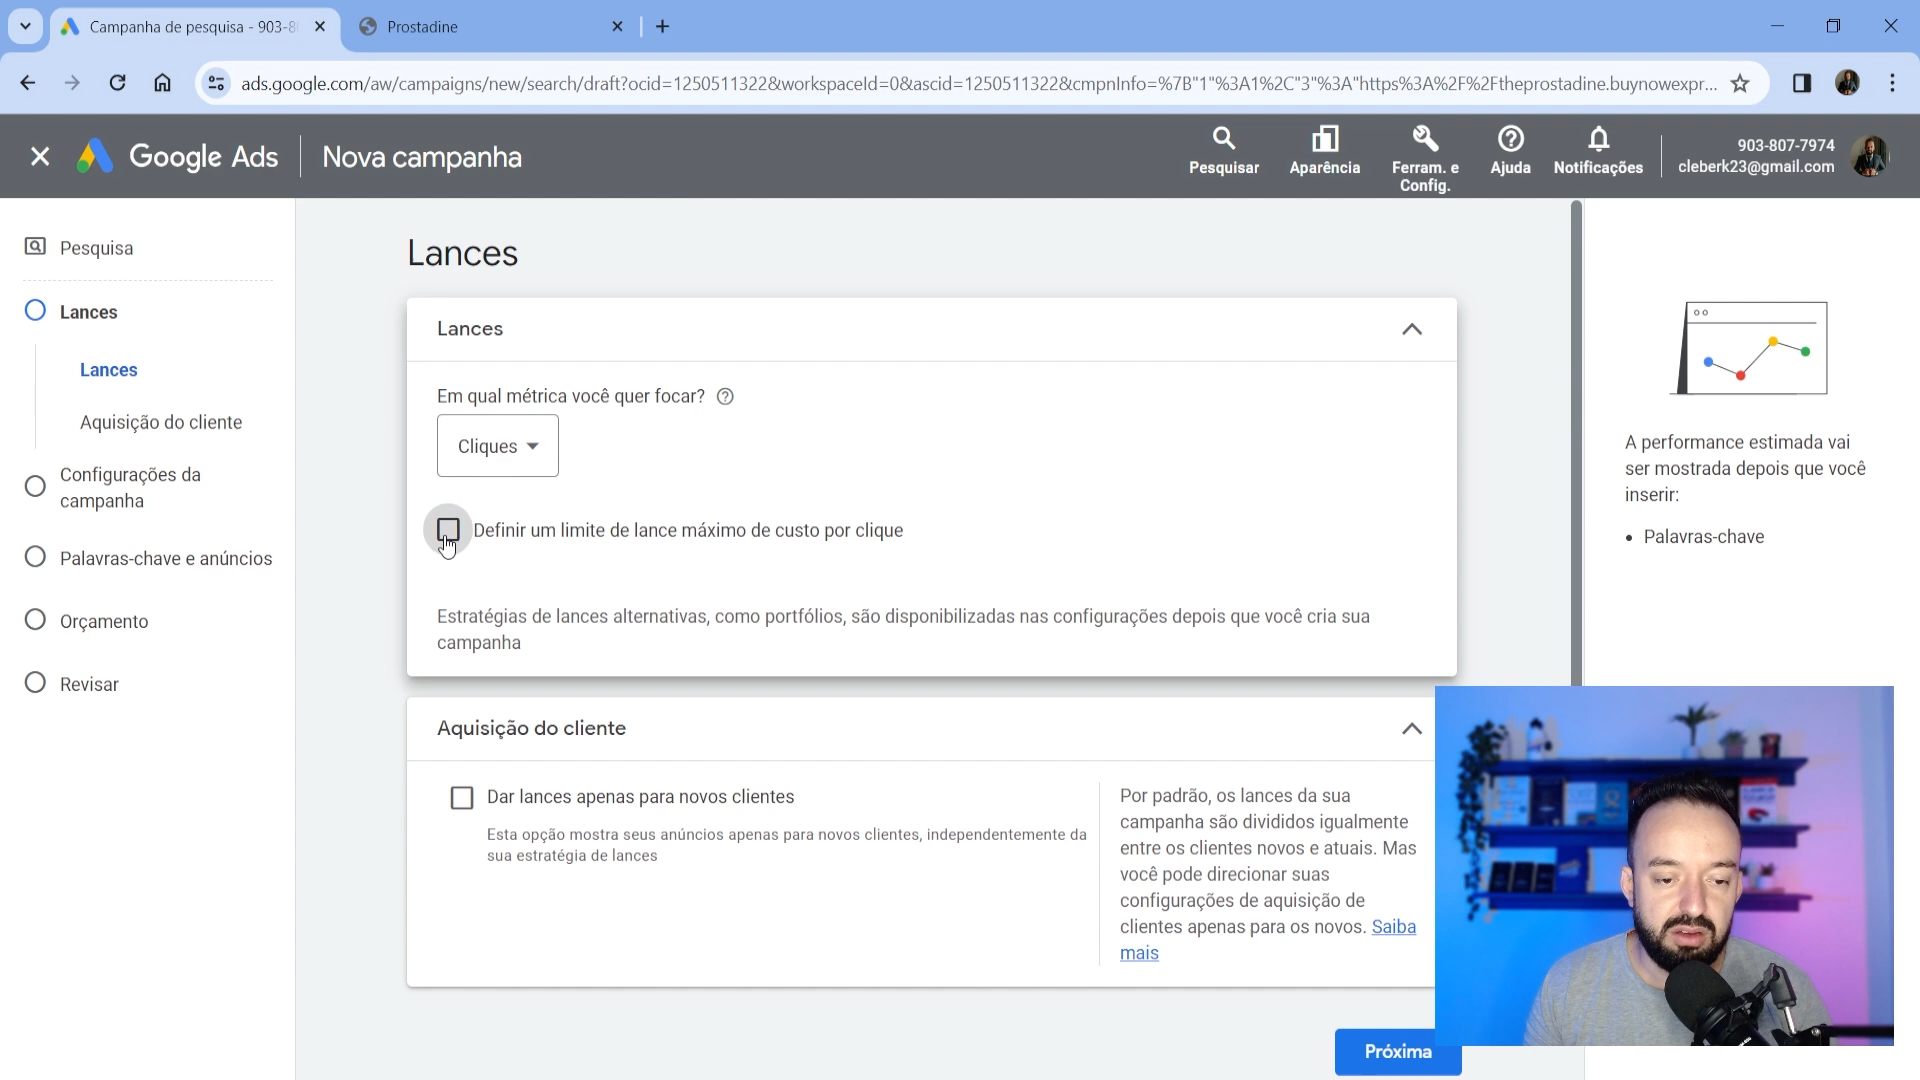 Campanha de pesquisa - 903-8
Prostadine
ads.google.com/aw/campaigns/new/search/draft?ocid=1250511322&workspaceId=0&ascid=1250511322&cmpnInfo=%7B"1"%3A1%2C"3"%3A"https%3A%2F%2Ftheprostadine.buynowexpr...
Google Ads
Nova campanha
Pesquisar
Aparência
Ferram. e
Config.
Ajuda
Notificações
903-807-7974
cleberk23@gmail.com
Pesquisa
Lances
Lances
Aquisição do cliente
Configurações da
campanha
Palavras-chave e anúncios
Orçamento
Revisar
Lances
Lances
Em qual métrica você quer focar?
Cliques
Definir um limite de lance máximo de custo por clique
Estratégias de lances alternativas, como portfólios, são disponibilizadas nas configurações depois que você cria sua
campanha
Aquisição do cliente
Dar lances apenas para novos clientes
Esta opção mostra seus anúncios apenas para novos clientes, independentemente da
sua estratégia de lances
Por padrão, os lances da sua
campanha são divididos igualmente
entre os clientes novos e atuais. Mas
você pode direcionar suas
configurações de aquisição de
clientes apenas para os novos. Saiba
mais
Próxima
A performance estimada vai
ser mostrada depois que você
inserir:
• Palavras-chave